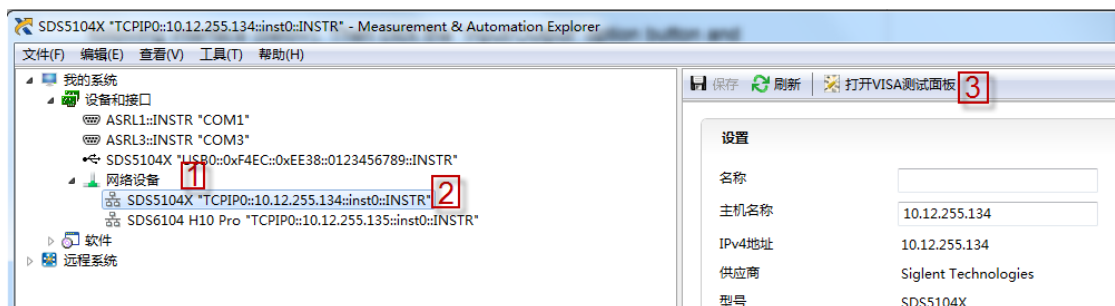 SDS5104X "TCPIP0::10.12.255.134::inst0::INSTR" - Measurement & Automation Explorer
文件(F) 编辑(E) 查看(V) 工具(T) 帮助(H)
我的系统
设备和接口
ASRL1::INSTR "COM1"
ASRL3::INSTR "COM3"
SDS5104X "USB0::0xF4EC::0xEE38::0123456789::INSTR"
网络设备 1
SDS5104X "TCPIP0::10.12.255.134::inst0::INSTR" 2
SDS6104 H10 Pro "TCPIP0::10.12.255.135::inst0::INSTR"
软件
远程系统
保存 刷新 打开VISA测试面板 3
设置
名称
主机名称 10.12.255.134
IPv4地址 10.12.255.134
供应商 Siglent Technologies
型号 SDS5104X